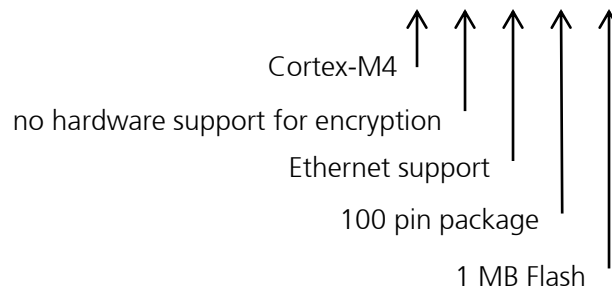 Cortex-M4
no hardware support for encryption
Ethernet support
100 pin package
1 MB Flash